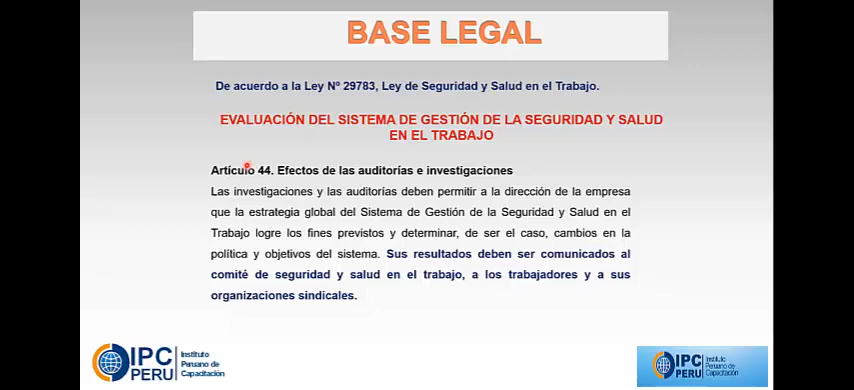 BASE LEGAL
De acuerdo a la Ley Nº 29783, Ley de Seguridad y Salud en el Trabajo.
EVALUACIÓN DEL SISTEMA DE GESTIÓN DE LA SEGURIDAD Y SALUD
EN EL TRABAJO
Artículo 44. Efectos de las auditorías e investigaciones
Las investigaciones y las auditorías deben permitir a la dirección de la empresa
que la estrategia global del Sistema de Gestión de la Seguridad y Salud en el
Trabajo logre los fines previstos y determinar, de ser el caso, cambios en la
política y objetivos del sistema. Sus resultados deben ser comunicados al
comité de seguridad y salud en el trabajo, a los trabajadores y a sus
organizaciones sindicales.
IPC
PERU
Instituto
Peruano de
Capacitación
IPC
PERU
Instituto
Peruano de
Capacitación